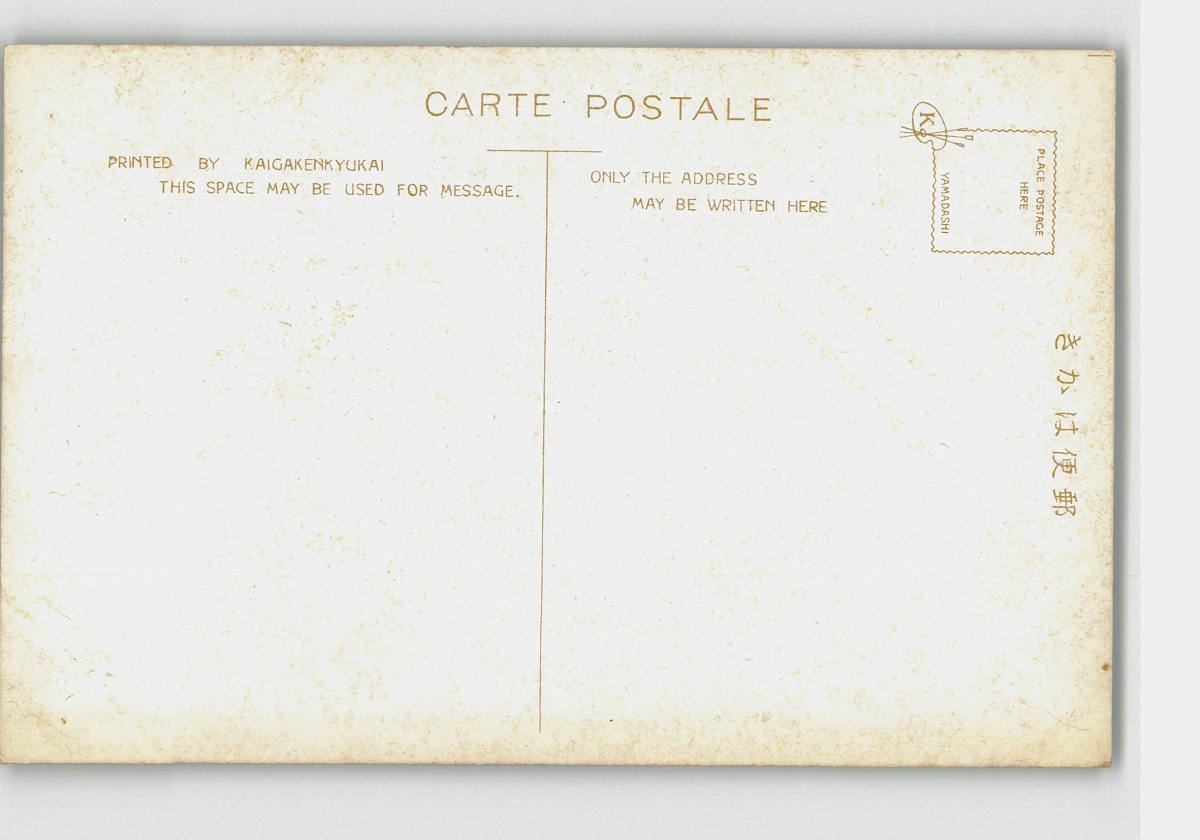 CARTE POSTALE
PRINTED BY KAIGAKENKYUKAI
THIS SPACE MAY BE USED FOR MESSAGE.
ONLY THE ADDRESS
MAY BE WRITTEN HERE
K
PLACE POSTAGE
HERE
YAMADASHI
きかは便郵